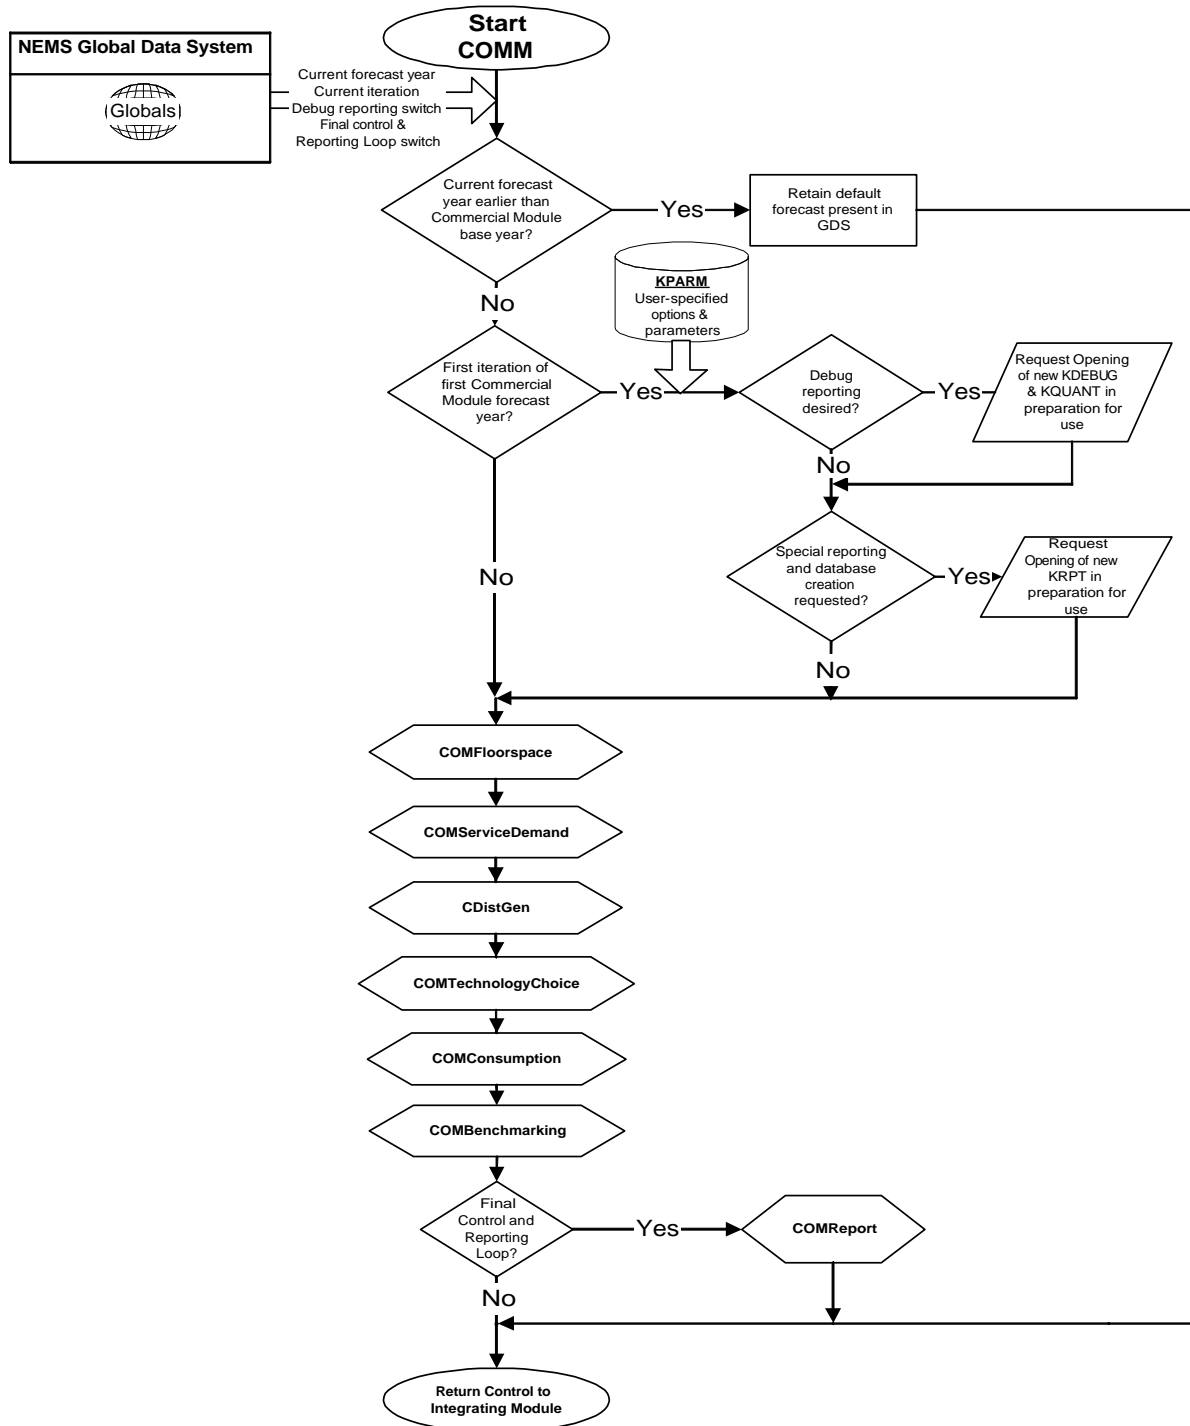 Start
COMM
NEMS Global Data System
Globals
Current forecast year
Current iteration
Debug reporting switch
Final control &
Reporting Loop switch
Current forecast
year earlier than
Commercial Module
base year?
Yes
Retain default
forecast present in
GDS
No
KPARM
User-specified
options &
parameters
First iteration of
first Commercial
Module forecast
year?
Yes
Debug
reporting
desired?
Yes
Request Opening
of new KDEBUG
& KQUANT in
preparation for
use
No
Special reporting
and database
creation
requested?
Yes
Request
Opening of new
KRPT in
preparation for
use
No
No
COMFloorspace
COMServiceDemand
CDistGen
COMTechnologyChoice
COMConsumption
COMBenchmarking
Final
Control and
Reporting
Loop?
Yes
COMReport
No
Return Control to
Integrating Module